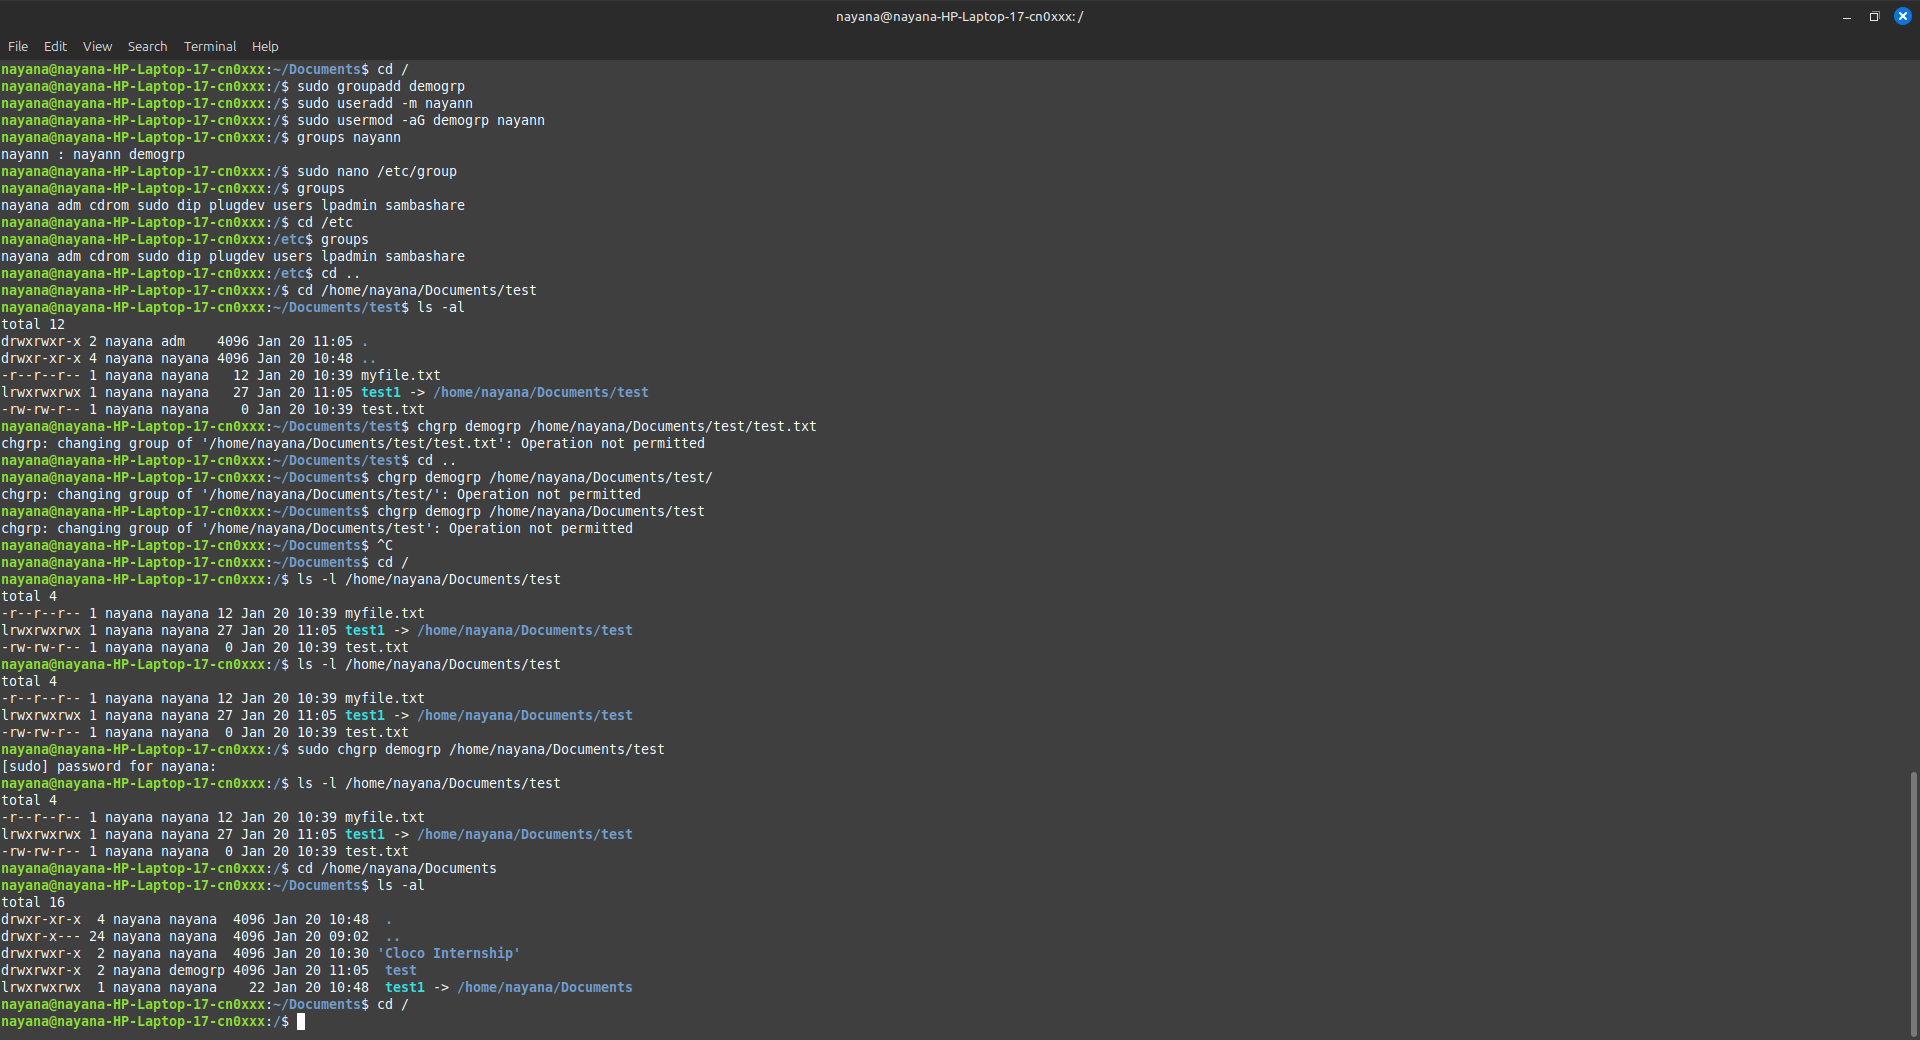 nayana@nayana-HP-Laptop-17-cn0xxx: /
File Edit View Search Terminal Help
nayana@nayana-HP-Laptop-17-cn0xxx:~/Documents$ cd /
nayana@nayana-HP-Laptop-17-cn0xxx:/$ sudo groupadd demogrp
nayana@nayana-HP-Laptop-17-cn0xxx:/$ sudo useradd -m nayann
nayana@nayana-HP-Laptop-17-cn0xxx:/$ sudo usermod -aG demogrp nayann
nayana@nayana-HP-Laptop-17-cn0xxx:/$ groups nayann
nayann : nayann demogrp
nayana@nayana-HP-Laptop-17-cn0xxx:/$ sudo nano /etc/group
nayana@nayana-HP-Laptop-17-cn0xxx:/$ groups
nayana adm cdrom sudo dip plugdev users lpadmin sambashare
nayana@nayana-HP-Laptop-17-cn0xxx:/$ cd /etc
nayana@nayana-HP-Laptop-17-cn0xxx:/etc$ groups
nayana adm cdrom sudo dip plugdev users lpadmin sambashare
nayana@nayana-HP-Laptop-17-cn0xxx:/etc$ cd ..
nayana@nayana-HP-Laptop-17-cn0xxx:/$ cd /home/nayana/Documents/test
nayana@nayana-HP-Laptop-17-cn0xxx:~/Documents/test$ ls -al
total 12
drwxrwxr-x 2 nayana adm    4096 Jan 20 11:05 .
drwxr-xr-x 4 nayana nayana 4096 Jan 20 10:48 ..
-r--r--r-- 1 nayana nayana   12 Jan 20 10:39 myfile.txt
lrwxrwxrwx 1 nayana nayana   27 Jan 20 11:05 test1 -> /home/nayana/Documents/test
-rw-rw-r-- 1 nayana nayana    0 Jan 20 10:39 test.txt
nayana@nayana-HP-Laptop-17-cn0xxx:~/Documents/test$ chgrp demogrp /home/nayana/Documents/test/test.txt
chgrp: changing group of '/home/nayana/Documents/test/test.txt': Operation not permitted
nayana@nayana-HP-Laptop-17-cn0xxx:~/Documents/test$ cd ..
nayana@nayana-HP-Laptop-17-cn0xxx:~/Documents$ chgrp demogrp /home/nayana/Documents/test/
chgrp: changing group of '/home/nayana/Documents/test/': Operation not permitted
nayana@nayana-HP-Laptop-17-cn0xxx:~/Documents$ chgrp demogrp /home/nayana/Documents/test
chgrp: changing group of '/home/nayana/Documents/test': Operation not permitted
nayana@nayana-HP-Laptop-17-cn0xxx:~/Documents$ ^C
nayana@nayana-HP-Laptop-17-cn0xxx:~/Documents$ cd /
nayana@nayana-HP-Laptop-17-cn0xxx:/$ ls -l /home/nayana/Documents/test
total 4
-r--r--r-- 1 nayana nayana 12 Jan 20 10:39 myfile.txt
lrwxrwxrwx 1 nayana nayana 27 Jan 20 11:05 test1 -> /home/nayana/Documents/test
-rw-rw-r-- 1 nayana nayana  0 Jan 20 10:39 test.txt
nayana@nayana-HP-Laptop-17-cn0xxx:/$ ls -l /home/nayana/Documents/test
total 4
-r--r--r-- 1 nayana nayana 12 Jan 20 10:39 myfile.txt
lrwxrwxrwx 1 nayana nayana 27 Jan 20 11:05 test1 -> /home/nayana/Documents/test
-rw-rw-r-- 1 nayana nayana  0 Jan 20 10:39 test.txt
nayana@nayana-HP-Laptop-17-cn0xxx:/$ sudo chgrp demogrp /home/nayana/Documents/test
[sudo] password for nayana:
nayana@nayana-HP-Laptop-17-cn0xxx:/$ ls -l /home/nayana/Documents/test
total 4
-r--r--r-- 1 nayana nayana 12 Jan 20 10:39 myfile.txt
lrwxrwxrwx 1 nayana nayana 27 Jan 20 11:05 test1 -> /home/nayana/Documents/test
-rw-rw-r-- 1 nayana nayana  0 Jan 20 10:39 test.txt
nayana@nayana-HP-Laptop-17-cn0xxx:/$ cd /home/nayana/Documents
nayana@nayana-HP-Laptop-17-cn0xxx:~/Documents$ ls -al
total 16
drwxr-xr-x  4 nayana nayana  4096 Jan 20 10:48  .
drwxr-x--- 24 nayana nayana  4096 Jan 20 09:02  ..
drwxrwxr-x  2 nayana nayana  4096 Jan 20 10:30 'Cloco Internship'
drwxrwxr-x  2 nayana demogrp 4096 Jan 20 11:05  test
lrwxrwxrwx  1 nayana nayana    22 Jan 20 10:48  test1 -> /home/nayana/Documents
nayana@nayana-HP-Laptop-17-cn0xxx:~/Documents$ cd /
nayana@nayana-HP-Laptop-17-cn0xxx:/$